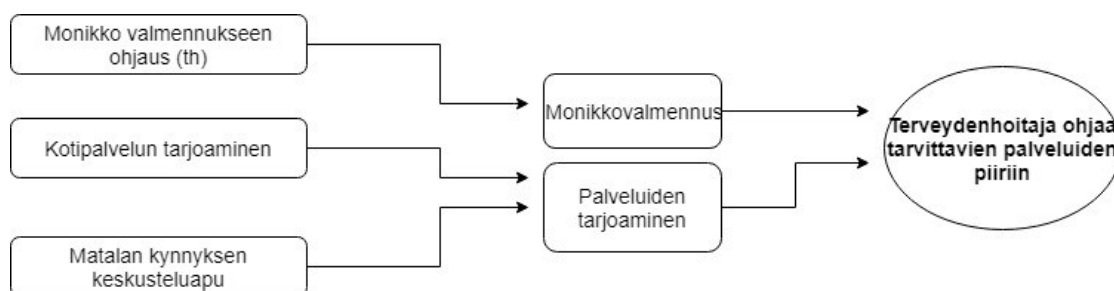 Monikko valmennukseen
ohjaus (th)
Kotipalvelun tarjoaminen
Matalan kynnyksen
keskusteluapu
Monikkovalmennus
Palveluiden
tarjoaminen
Terveydenhoitaja ohjaa
tarvittavien palveluiden
piiriin